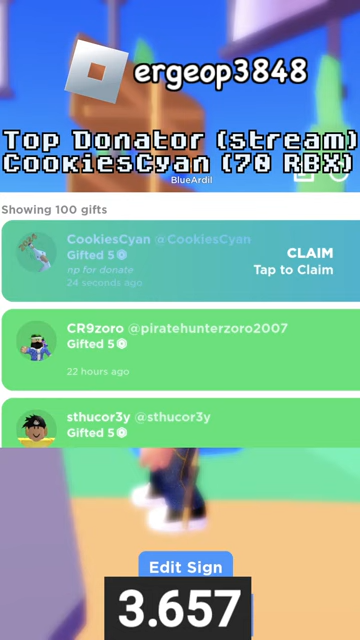 ergeop3848
Top Donator (stream)
CookiesCyan (70 RBX)
BlueArdil
Showing 100 gifts
CookiesCyan @CookiesCyan
Gifted 5
np for donate
24 seconds ago
CLAIM
Tap to Claim
CR9zoro @piratehunterzoro2007
Gifted 5
22 hours ago
sthucor3y @sthucor3y
Gifted 5
Edit Sign
3.657